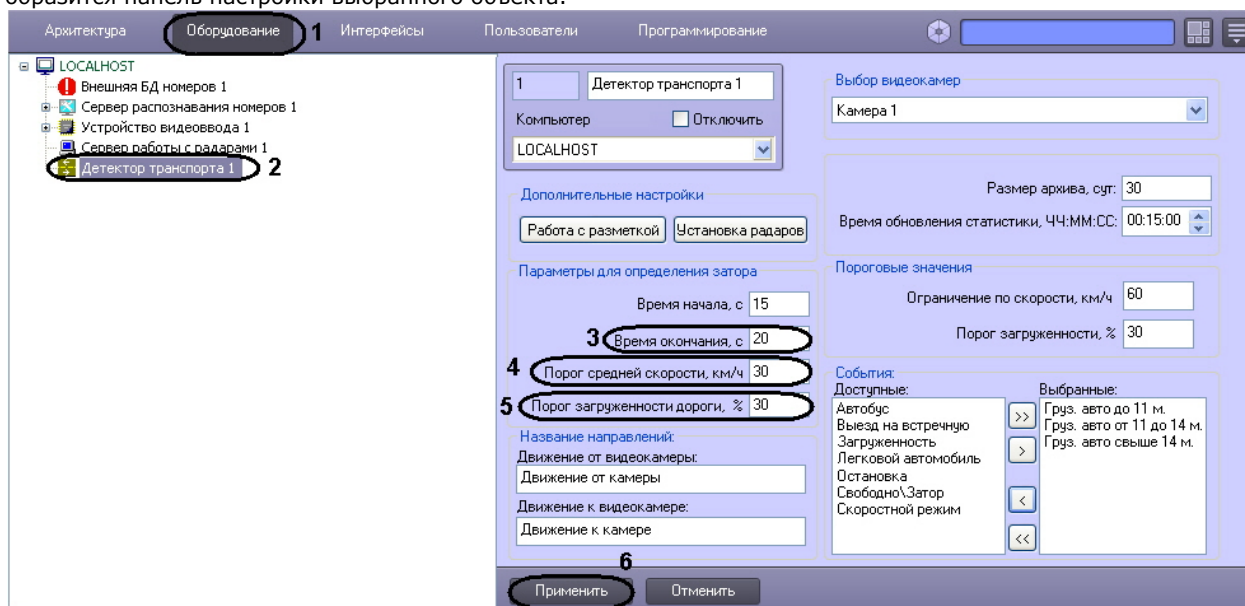 образится панель настройки выбранного объекта.
Архитектура Оборудование 1 Интерфейсы Пользователи Программирование
LOCALHOST
Внешняя БД номеров 1
Сервер распознавания номеров 1
Устройство видеоввода 1
Сервер работы с радарами 1
Детектор транспорта 1 2
1 Детектор транспорта 1
Компьютер Отключить
LOCALHOST
Дополнительные настройки
Работа с разметкой Установка радаров
Параметры для определения затора
Время начала, с 15
3 Время окончания, с 20
4 Порог средней скорости, км/ч 30
5 Порог загруженности дороги, % 30
Название направлений:
Движение от видеокамеры:
Движение от камеры
Движение к видеокамере:
Движение к камере
Выбор видеокамер
Камера 1
Размер архива, сут: 30
Время обновления статистики, ЧЧ:ММ:СС: 00:15:00
Пороговые значения
Ограничение по скорости, км/ч 60
Порог загруженности, % 30
События:
Доступные:
Автобус
Выезд на встречную
Загруженность
Легковой автомобиль
Остановка
Свободно\Затор
Скоростной режим
>>
>
<
<<
Выбранные:
Груз. авто до 11 м.
Груз. авто от 11 до 14 м.
Груз. авто свыше 14 м.
6
Применить Отменить